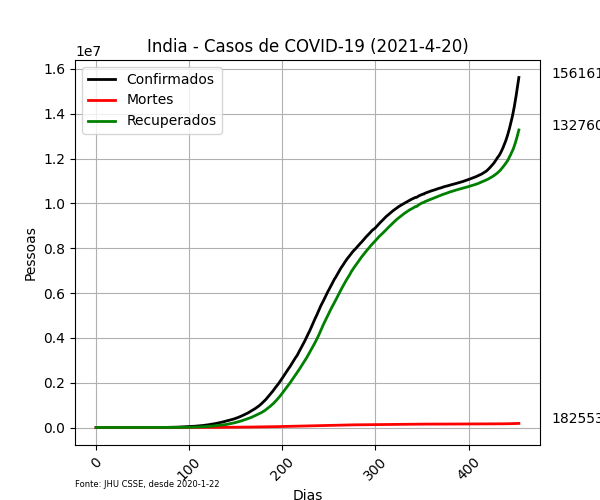 India - Casos de COVID-19 (2021-4-20)
1e7
1.6
1.4
1.2
1.0
0.8
0.6
0.4
0.2
0.0
Pessoas
Confirmados
Mortes
Recuperados
156161
132760
182553
0
100
200
300
400
Dias
Fonte: JHU CSSE, desde 2020-1-22